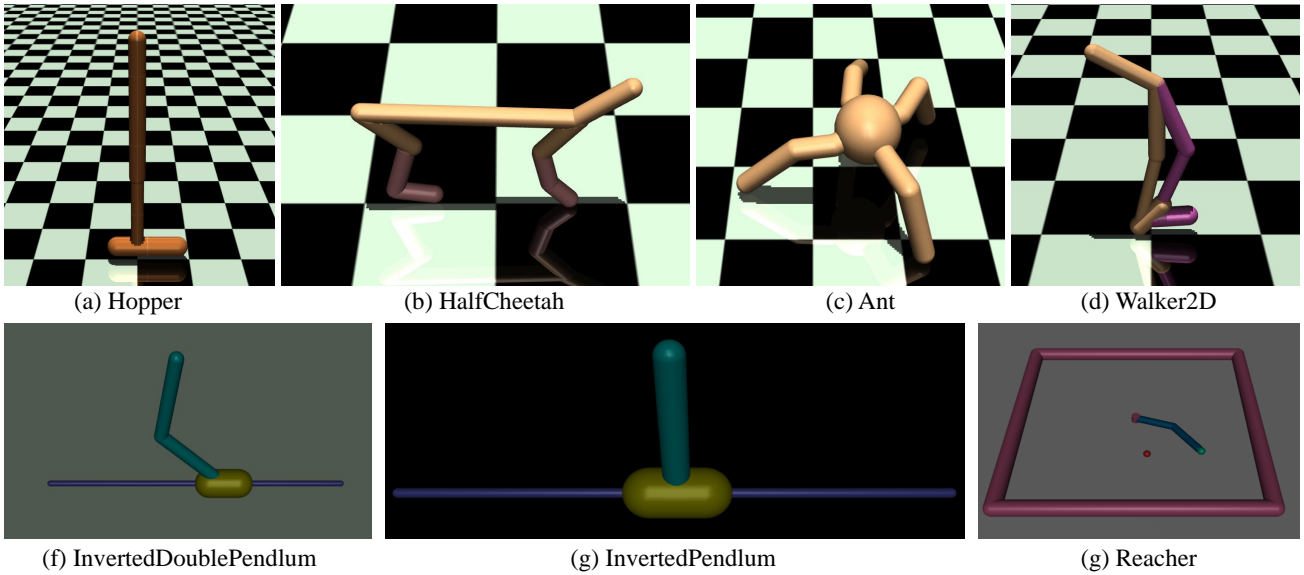 (a) Hopper
(b) HalfCheetah
(c) Ant
(d) Walker2D
(f) InvertedDoublePendlum
(g) InvertedPendlum
(g) Reacher